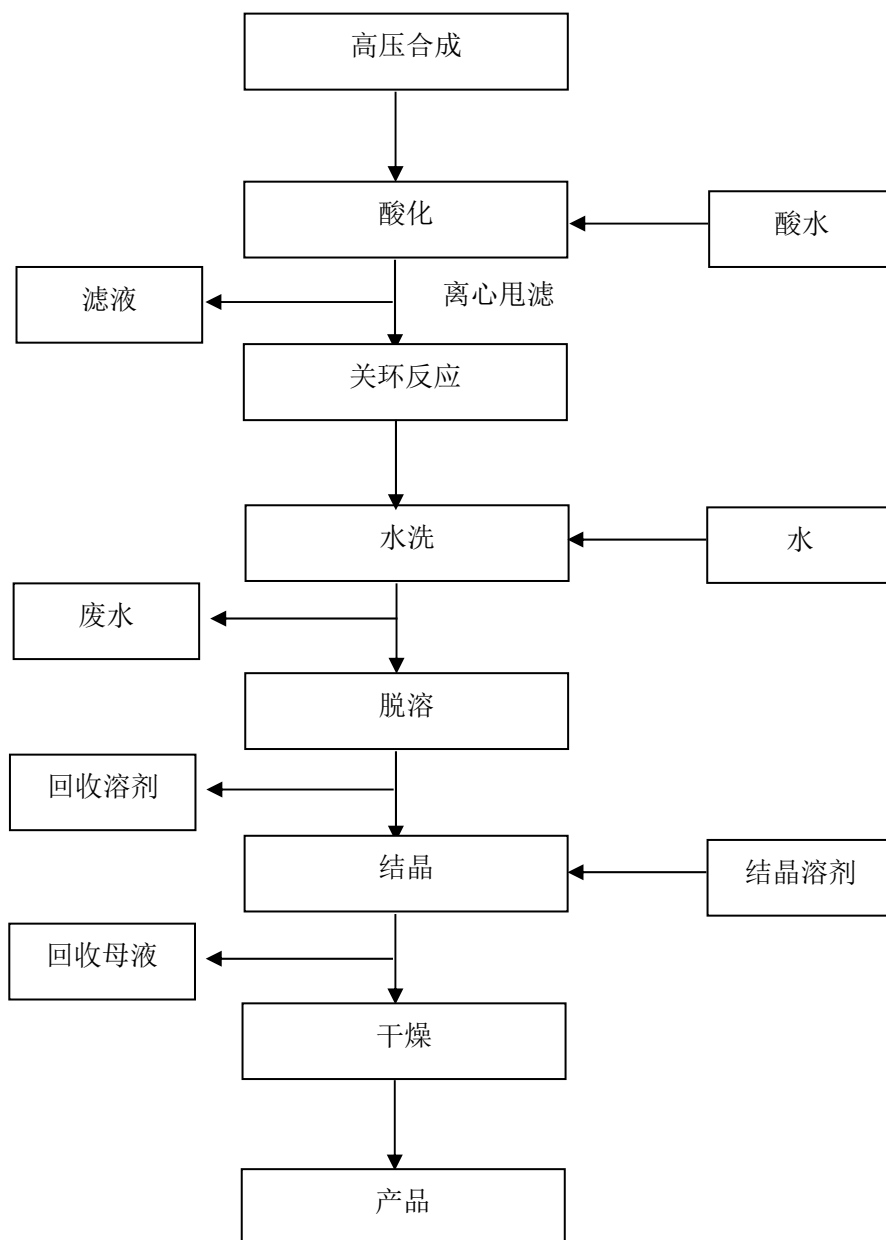 高压合成
酸化
酸水
滤液
离心甩滤
关环反应
水洗
水
废水
脱溶
回收溶剂
结晶
结晶溶剂
回收母液
干燥
产品